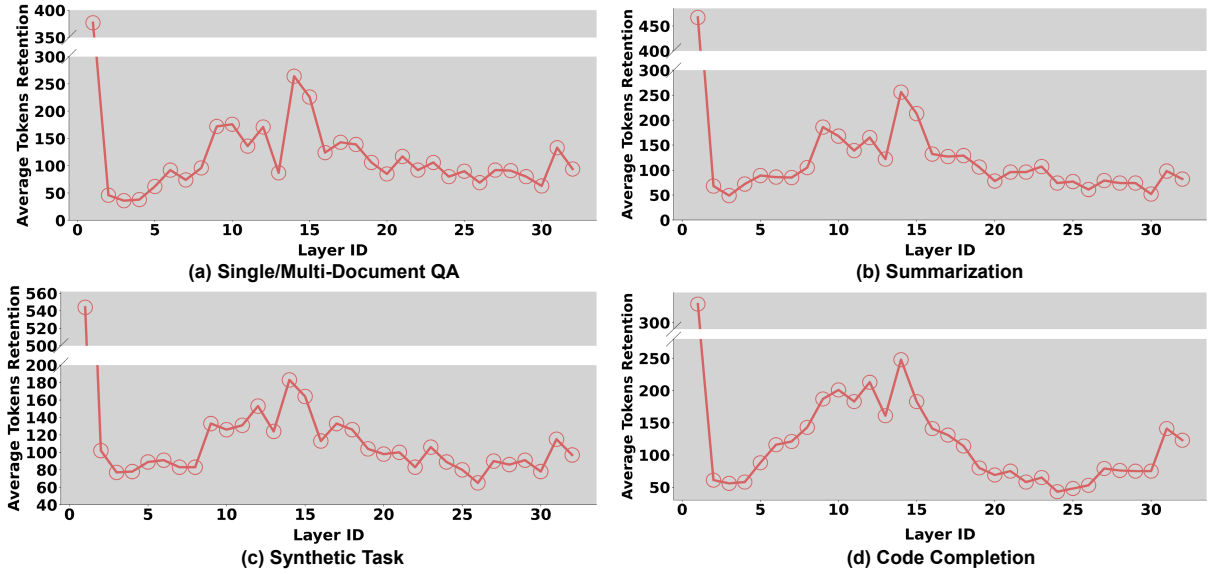 Average Tokens Retention
400
350
300
250
200
150
100
50
0
0 5 10 15 20 25 30
Layer ID
(a) Single/Multi-Document QA
Average Tokens Retention
450
400
300
250
200
150
100
50
0
0 5 10 15 20 25 30
Layer ID
(b) Summarization
Average Tokens Retention
560
540
520
500
200
180
160
140
120
100
80
60
40
0 5 10 15 20 25 30
Layer ID
(c) Synthetic Task
Average Tokens Retention
300
250
200
150
100
50
0 5 10 15 20 25 30
Layer ID
(d) Code Completion